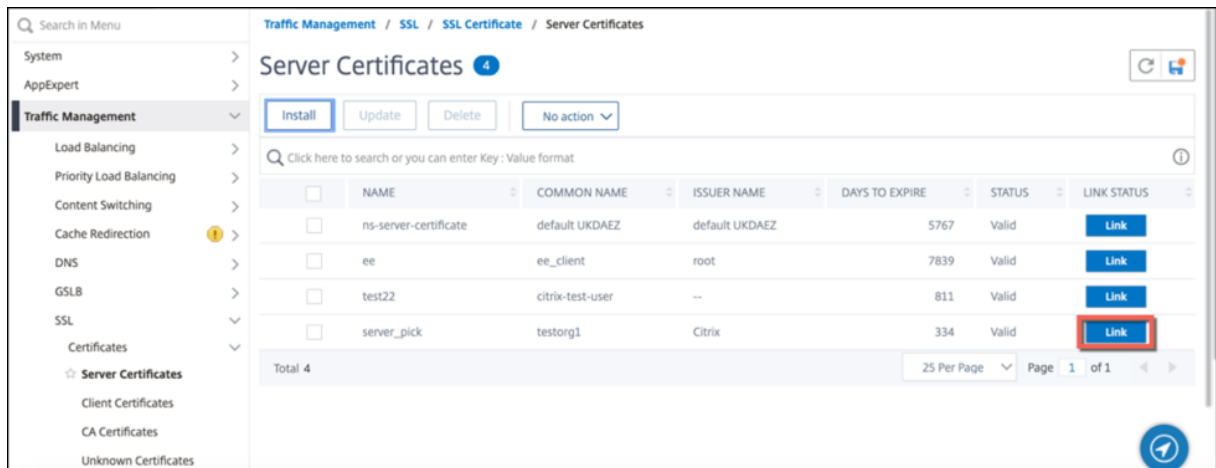 Search in Menu
System
AppExpert
Traffic Management
Load Balancing
Priority Load Balancing
Content Switching
Cache Redirection
DNS
GSLB
SSL
Certificates
Server Certificates
Client Certificates
CA Certificates
Unknown Certificates
Traffic Management / SSL / SSL Certificate / Server Certificates
Server Certificates 4
Install Update Delete No action
Click here to search or you can enter Key : Value format
NAME COMMON NAME ISSUER NAME DAYS TO EXPIRE STATUS LINK STATUS
ns-server-certificate default UKDAEZ default UKDAEZ 5767 Valid Link
ee ee_client root 7839 Valid Link
test22 citrix-test-user -- 811 Valid Link
server_pick testorg1 Citrix 334 Valid Link
Total 4 25 Per Page Page 1 of 1